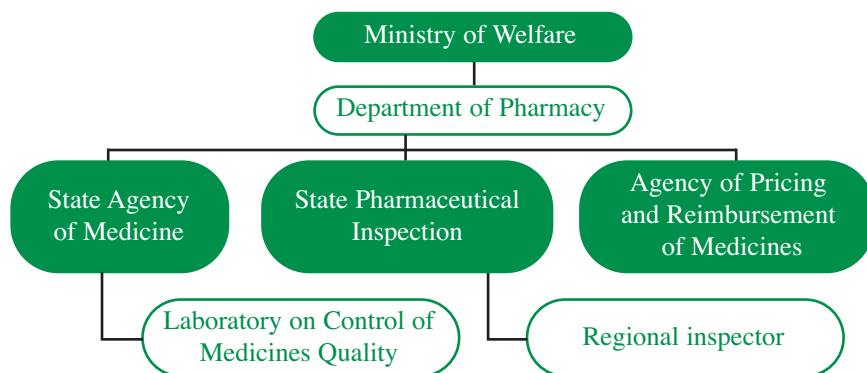 Ministry of Welfare
Department of Pharmacy
State Agency
of Medicine
State Pharmaceutical
Inspection
Agency of Pricing
and Reimbursement
of Medicines
Laboratory on Control of
Medicines Quality
Regional inspector